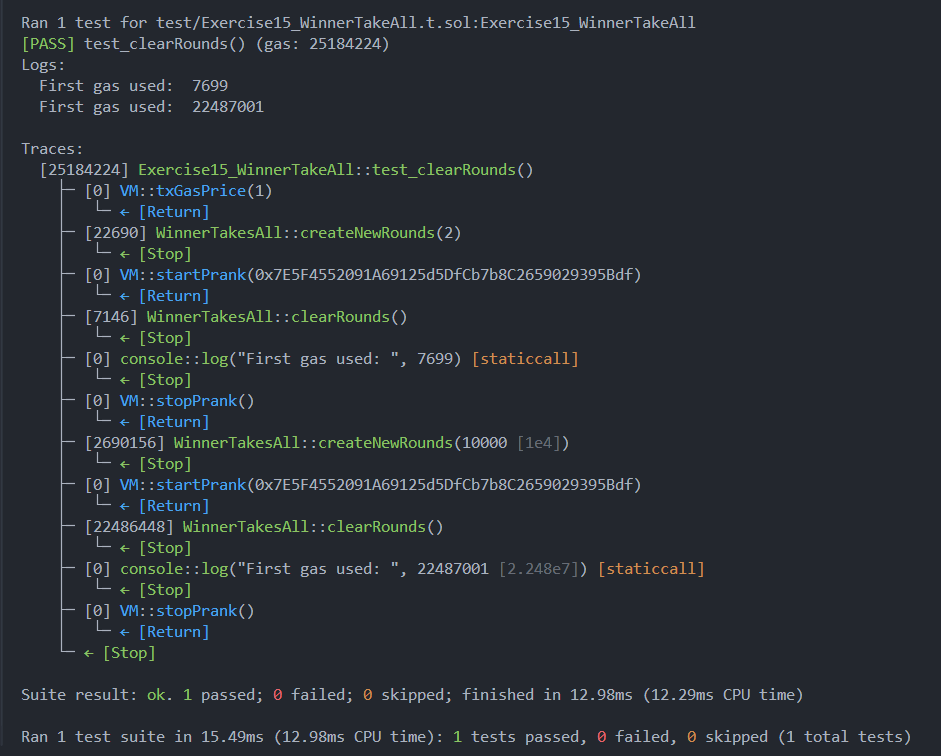 Ran 1 test for test/Exercise15_WinnerTakeAll.t.sol:Exercise15_WinnerTakeAll
[PASS] test_clearRounds() (gas: 25184224)
Logs:
  First gas used:  7699
  First gas used:  22487001

Traces:
  [25184224] Exercise15_WinnerTakeAll::test_clearRounds()
    ├─ [0] VM::txGasPrice(1)
    │   └─ ← [Return]
    ├─ [22690] WinnerTakesAll::createNewRounds(2)
    │   └─ ← [Stop]
    ├─ [0] VM::startPrank(0x7E5F4552091A69125d5DfCb7b8C2659029395Bdf)
    │   └─ ← [Return]
    ├─ [7146] WinnerTakesAll::clearRounds()
    │   └─ ← [Stop]
    ├─ [0] console::log("First gas used: ", 7699) [staticcall]
    │   └─ ← [Stop]
    ├─ [0] VM::stopPrank()
    │   └─ ← [Return]
    ├─ [2690156] WinnerTakesAll::createNewRounds(10000 [1e4])
    │   └─ ← [Stop]
    ├─ [0] VM::startPrank(0x7E5F4552091A69125d5DfCb7b8C2659029395Bdf)
    │   └─ ← [Return]
    ├─ [22486448] WinnerTakesAll::clearRounds()
    │   └─ ← [Stop]
    ├─ [0] console::log("First gas used: ", 22487001 [2.248e7]) [staticcall]
    │   └─ ← [Stop]
    ├─ [0] VM::stopPrank()
    │   └─ ← [Return]
    └─ ← [Stop]

Suite result: ok. 1 passed; 0 failed; 0 skipped; finished in 12.98ms (12.29ms CPU time)

Ran 1 test suite in 15.49ms (12.98ms CPU time): 1 tests passed, 0 failed, 0 skipped (1 total tests)